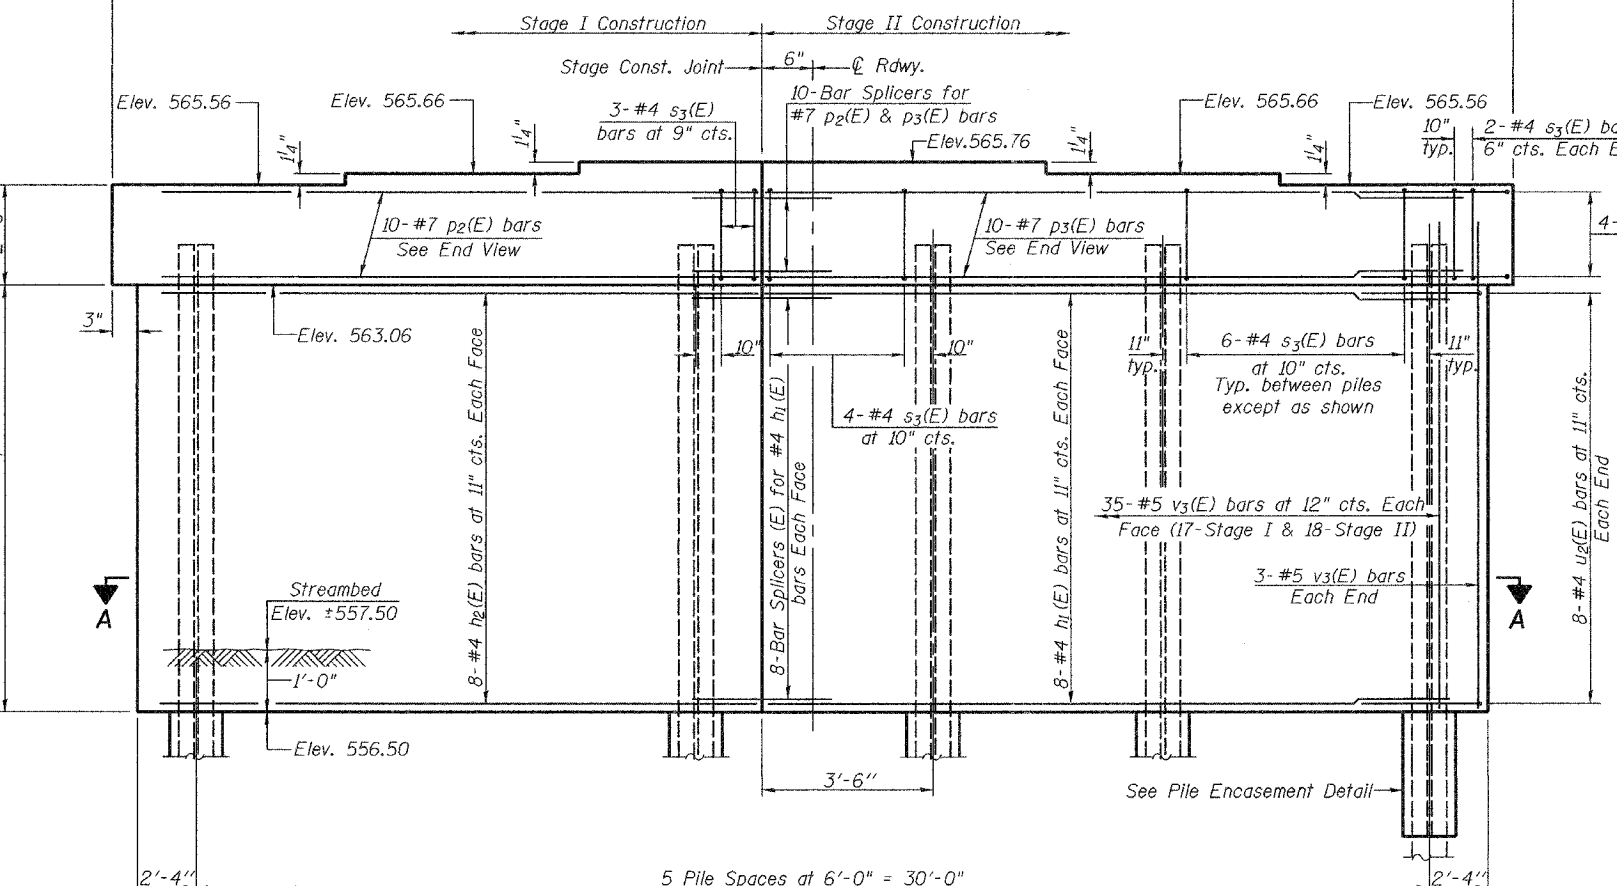 Stage I Construction
Stage II Construction
Stage Const. Joint
6"
℄ Rdwy.
Elev. 565.56
Elev. 565.66
3-#4 s3(E)
bars at 9" cts.
10-Bar Splicers for
#7 p2(E) & p3(E) bars
Elev. 565.66
Elev. 565.56
10"
typ.
2-#4 s3(E)
6" cts. Each
1¼"
1¼"
Elev.565.76
1¼"
1¼"
10-#7 p2(E) bars
See End View
10-#7 p3(E) bars
See End View
4-
3"
Elev. 563.06
10"
10"
11"
typ.
6-#4 s3(E) bars
at 10" cts.
Typ. between piles
except as shown
11"
typ.
4-#4 s3(E) bars
at 10" cts.
8-#4 h2(E) bars at 11" cts. Each Face
8-Bar Splicers (E) for #4 h1(E)
bars Each Face
8-#4 h1(E) bars at 11" cts. Each Face
35-#5 v3(E) bars at 12" cts. Each
Face (17-Stage I & 18-Stage II)
3-#5 v3(E) bars
Each End
8-#4 u2(E) bars at 11" cts.
Each End
A
A
Streambed
Elev. ±557.50
1'-0"
Elev. 556.50
3'-6"
See Pile Encasement Detail
2'-4"
5 Pile Spaces at 6'-0" = 30'-0"
2'-4"